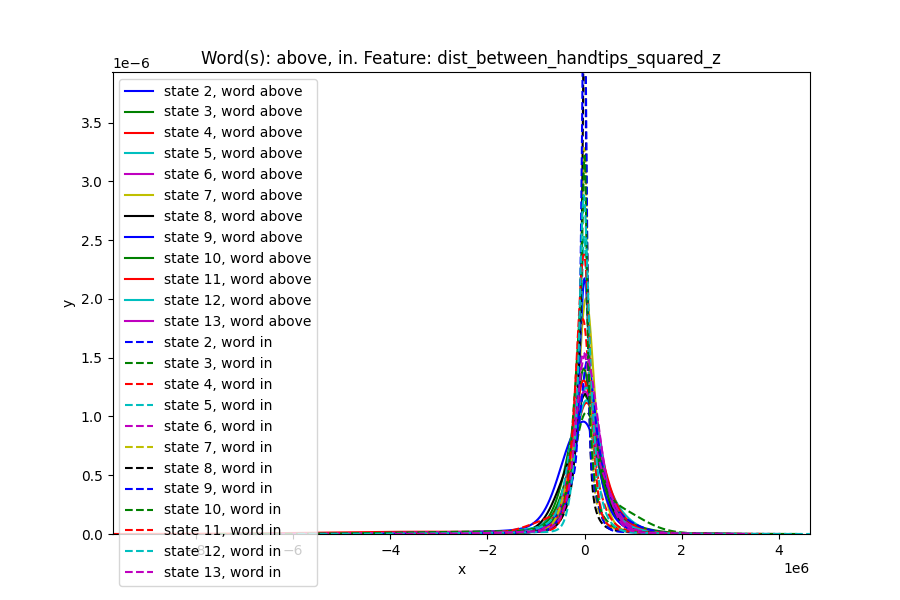 Word(s): above, in. Feature: dist_between_handtips_squared_z
1e−6
3.5
3.0
2.5
2.0
1.5
1.0
0.5
0.0
y
state 2, word above
state 3, word above
state 4, word above
state 5, word above
state 6, word above
state 7, word above
state 8, word above
state 9, word above
state 10, word above
state 11, word above
state 12, word above
state 13, word above
state 2, word in
state 3, word in
state 4, word in
state 5, word in
state 6, word in
state 7, word in
state 8, word in
state 9, word in
state 10, word in
state 11, word in
state 12, word in
state 13, word in
−8 −6 −4 −2 0 2 4
x
1e6